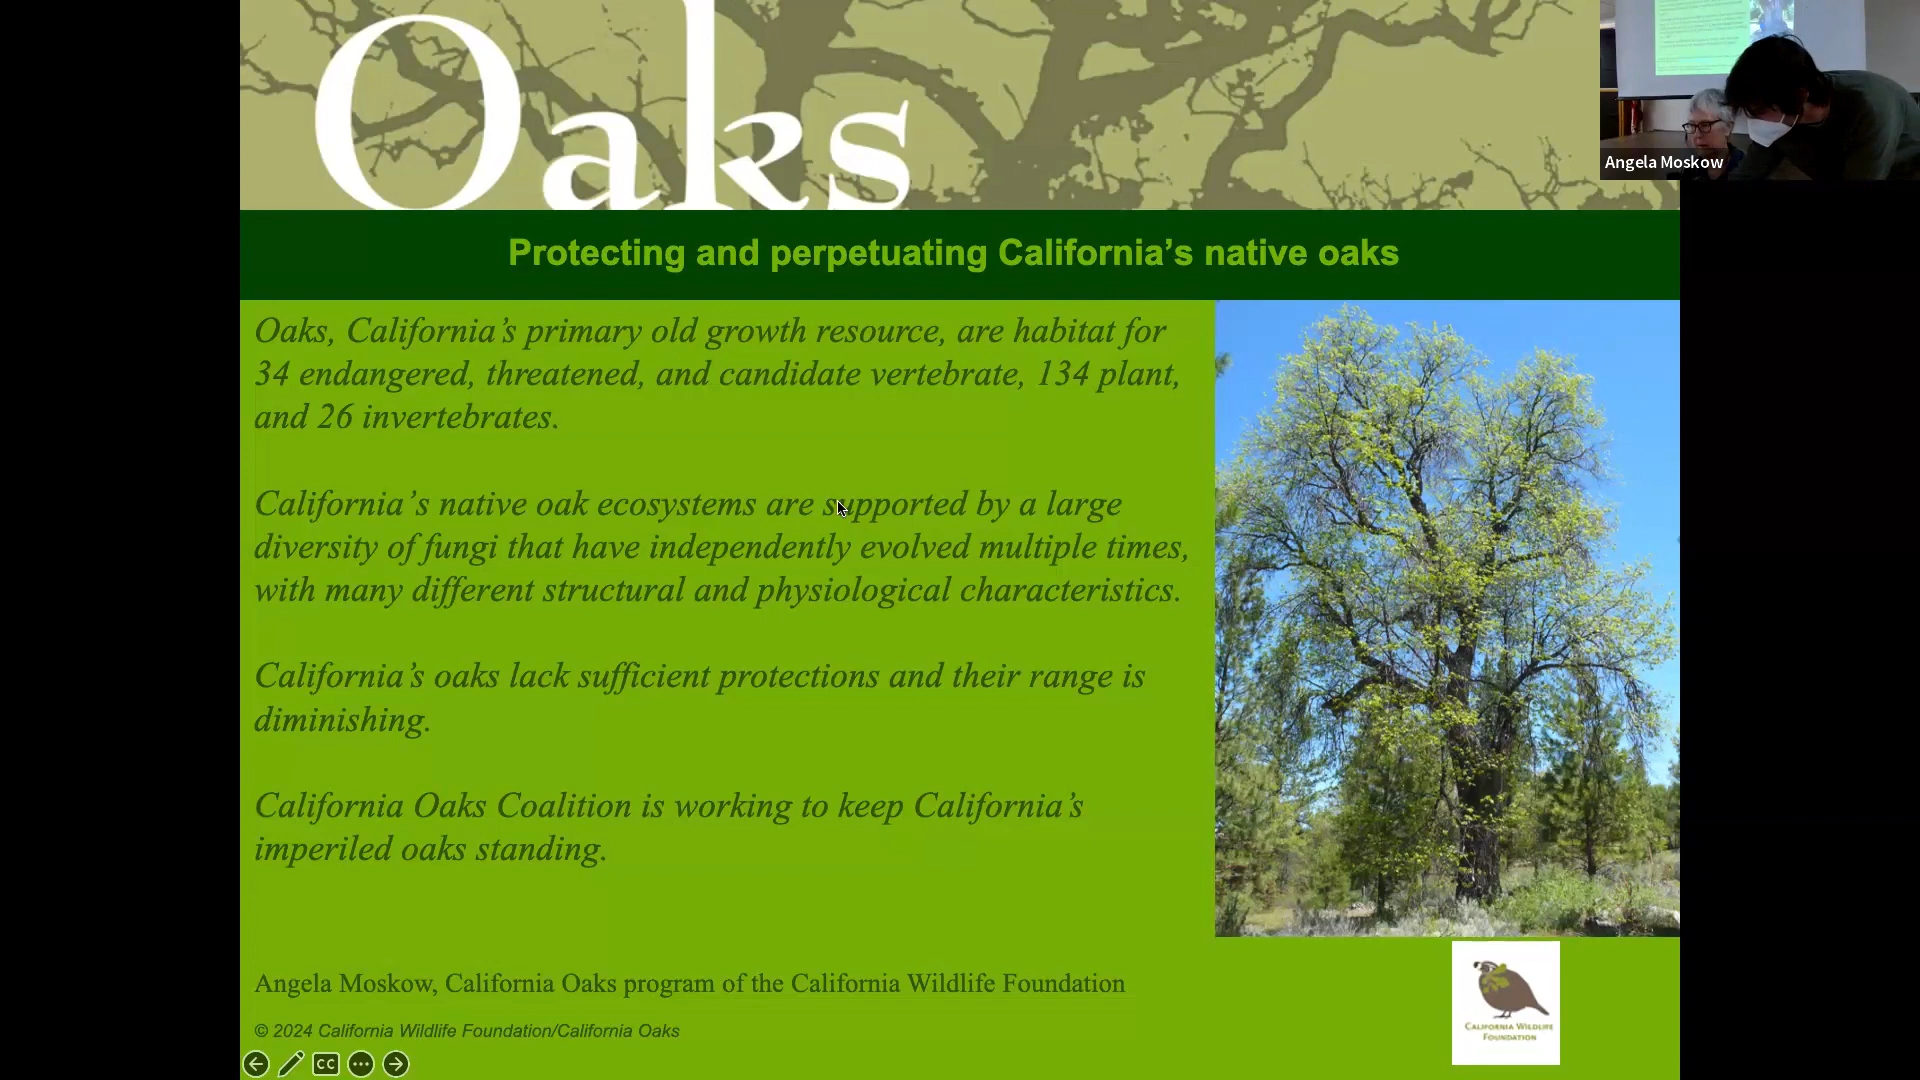 Oaks
Angela Moskow
Protecting and perpetuating California’s native oaks
Oaks, California’s primary old growth resource, are habitat for
34 endangered, threatened, and candidate vertebrate, 134 plant,
and 26 invertebrates.
California’s native oak ecosystems are supported by a large
diversity of fungi that have independently evolved multiple times,
with many different structural and physiological characteristics.
California’s oaks lack sufficient protections and their range is
diminishing.
California Oaks Coalition is working to keep California’s
imperiled oaks standing.
Angela Moskow, California Oaks program of the California Wildlife Foundation
© 2024 California Wildlife Foundation/California Oaks
CALIFORNIA WILDLIFE
FOUNDATION
CC